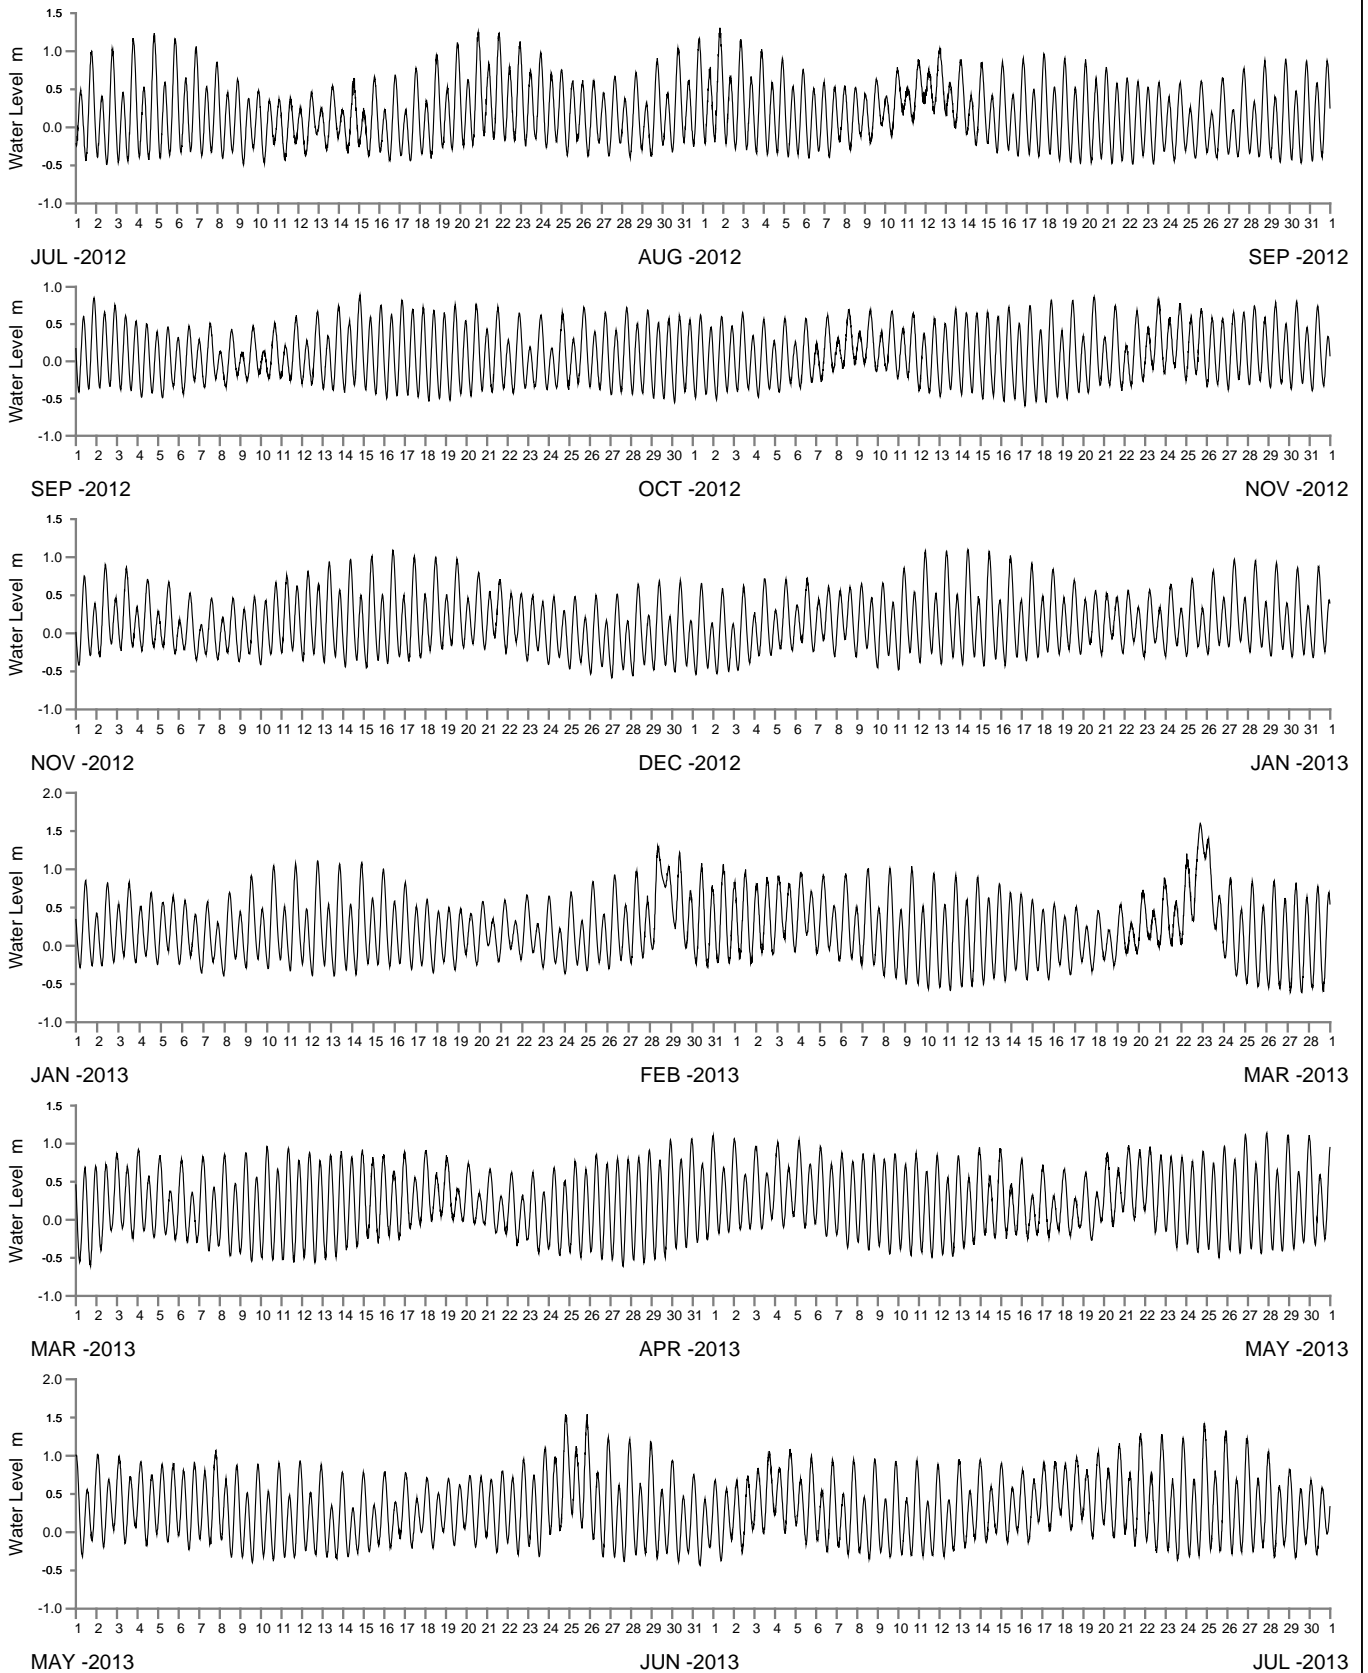 Water Level m
1.5
1.0
0.5
0.0
-0.5
-1.0
1 2 3 4 5 6 7 8 9 10 11 12 13 14 15 16 17 18 19 20 21 22 23 24 25 26 27 28 29 30 31 1 2 3 4 5 6 7 8 9 10 11 12 13 14 15 16 17 18 19 20 21 22 23 24 25 26 27 28 29 30 31 1
JUL -2012 AUG -2012 SEP -2012
Water Level m
1.0
0.5
0.0
-0.5
-1.0
1 2 3 4 5 6 7 8 9 10 11 12 13 14 15 16 17 18 19 20 21 22 23 24 25 26 27 28 29 30 1 2 3 4 5 6 7 8 9 10 11 12 13 14 15 16 17 18 19 20 21 22 23 24 25 26 27 28 29 30 31 1
SEP -2012 OCT -2012 NOV -2012
Water Level m
1.5
1.0
0.5
0.0
-0.5
-1.0
1 2 3 4 5 6 7 8 9 10 11 12 13 14 15 16 17 18 19 20 21 22 23 24 25 26 27 28 29 30 1 2 3 4 5 6 7 8 9 10 11 12 13 14 15 16 17 18 19 20 21 22 23 24 25 26 27 28 29 30 31 1
NOV -2012 DEC -2012 JAN -2013
Water Level m
2.0
1.5
1.0
0.5
0.0
-0.5
-1.0
1 2 3 4 5 6 7 8 9 10 11 12 13 14 15 16 17 18 19 20 21 22 23 24 25 26 27 28 29 30 31 1 2 3 4 5 6 7 8 9 10 11 12 13 14 15 16 17 18 19 20 21 22 23 24 25 26 27 28 1
JAN -2013 FEB -2013 MAR -2013
Water Level m
1.5
1.0
0.5
0.0
-0.5
-1.0
1 2 3 4 5 6 7 8 9 10 11 12 13 14 15 16 17 18 19 20 21 22 23 24 25 26 27 28 29 30 31 1 2 3 4 5 6 7 8 9 10 11 12 13 14 15 16 17 18 19 20 21 22 23 24 25 26 27 28 29 30 1
MAR -2013 APR -2013 MAY -2013
Water Level m
2.0
1.5
1.0
0.5
0.0
-0.5
-1.0
1 2 3 4 5 6 7 8 9 10 11 12 13 14 15 16 17 18 19 20 21 22 23 24 25 26 27 28 29 30 31 1 2 3 4 5 6 7 8 9 10 11 12 13 14 15 16 17 18 19 20 21 22 23 24 25 26 27 28 29 30 1
MAY -2013 JUN -2013 JUL -2013